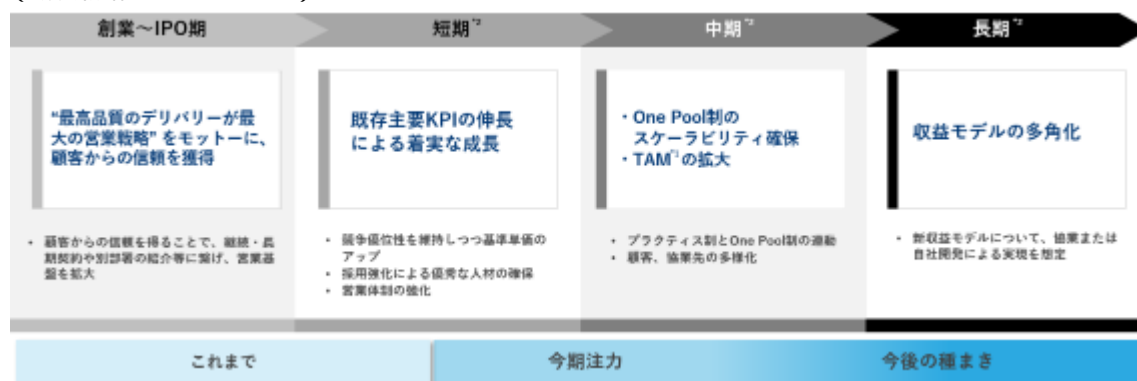 創業～IPO期
短期*²
中期*²
長期*²
“最高品質のデリバリーが最
大の営業戦略” をモットーに、
顧客からの信頼を獲得
既存主要KPIの伸長
による着実な成長
・One Pool制の
スケーラビリティ確保
・TAM*¹の拡大
収益モデルの多角化
• 顧客からの信頼を得ることで、継続・長
期契約や別部署の紹介等に繋げ、営業基
盤を拡大
• 競争優位性を維持しつつ基準単価の
アップ
• 採用強化による優秀な人材の確保
• 営業体制の強化
• プラクティス制とOne Pool制の連動
• 顧客、協業先の多様化
• 新収益モデルについて、協業または
自社開発による実現を想定
これまで
今期注力
今後の種まき